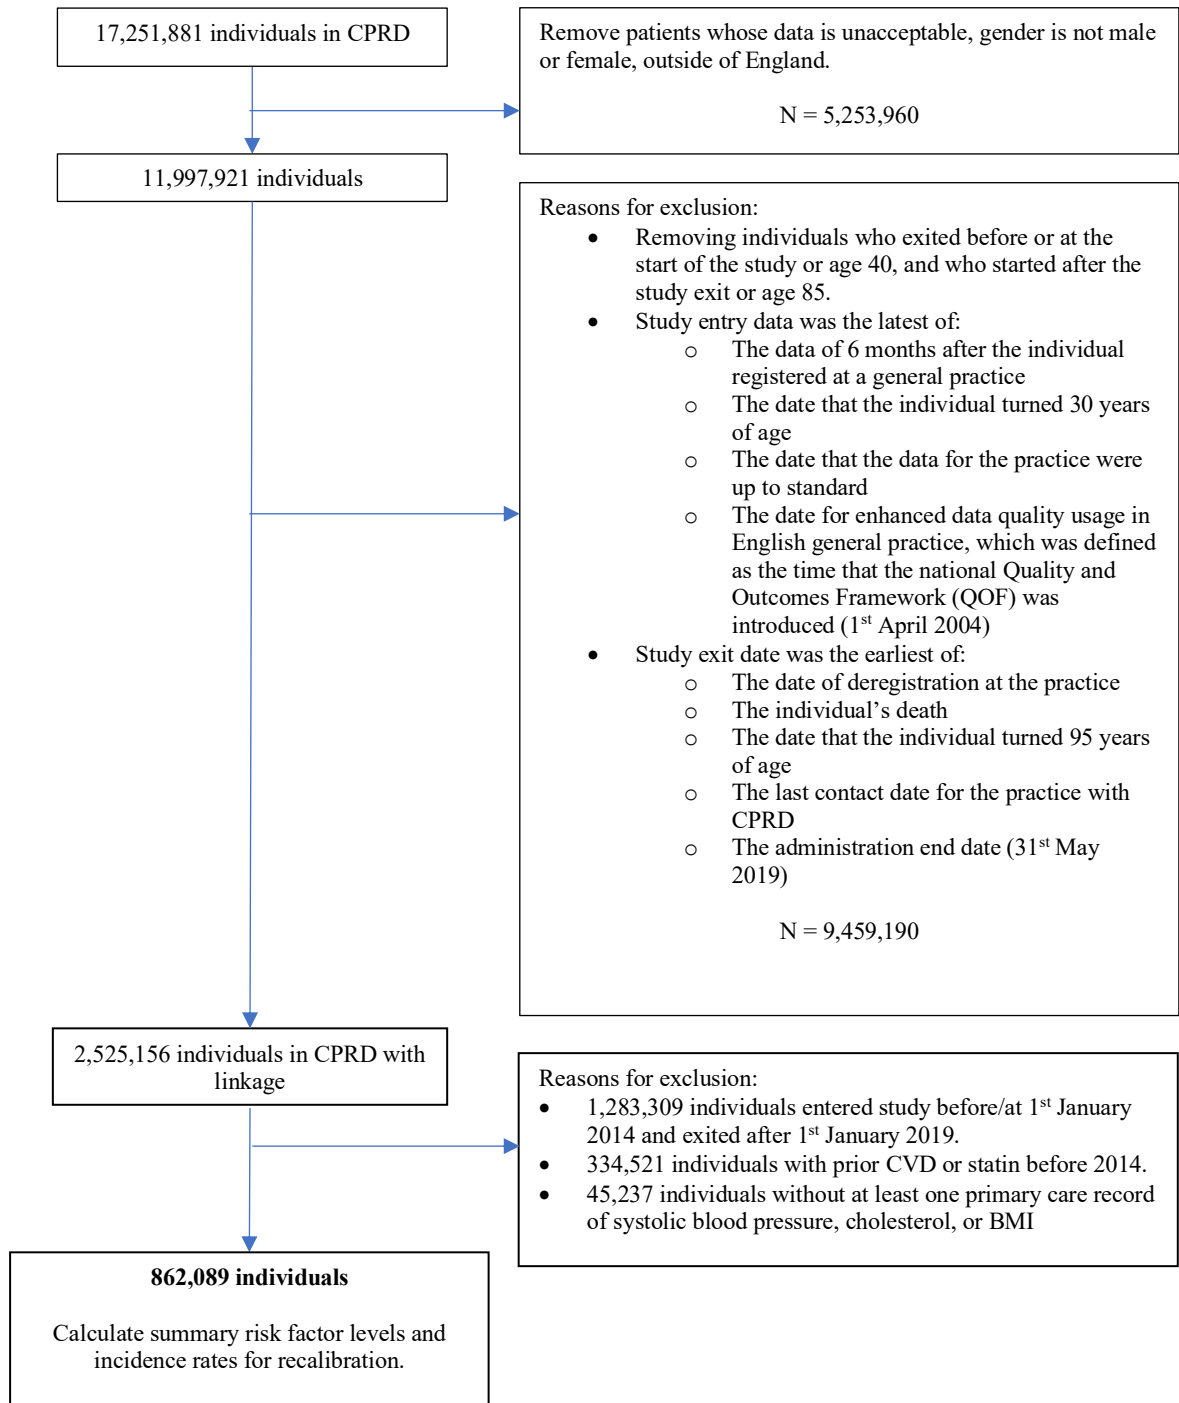 17,251,881 individuals in CPRD
Remove patients whose data is unacceptable, gender is not male
or female, outside of England.
N = 5,253,960
11,997,921 individuals
Reasons for exclusion:
• Removing individuals who exited before or at the
start of the study or age 40, and who started after the
study exit or age 85.
• Study entry data was the latest of:
o The data of 6 months after the individual
registered at a general practice
o The date that the individual turned 30 years
of age
o The date that the data for the practice were
up to standard
o The date for enhanced data quality usage in
English general practice, which was defined
as the time that the national Quality and
Outcomes Framework (QOF) was
introduced (1st April 2004)
• Study exit date was the earliest of:
o The date of deregistration at the practice
o The individual’s death
o The date that the individual turned 95 years
of age
o The last contact date for the practice with
CPRD
o The administration end date (31st May
2019)
N = 9,459,190
2,525,156 individuals in CPRD with
linkage
Reasons for exclusion:
• 1,283,309 individuals entered study before/at 1st January
2014 and exited after 1st January 2019.
• 334,521 individuals with prior CVD or statin before 2014.
• 45,237 individuals without at least one primary care record
of systolic blood pressure, cholesterol, or BMI
862,089 individuals
Calculate summary risk factor levels and
incidence rates for recalibration.